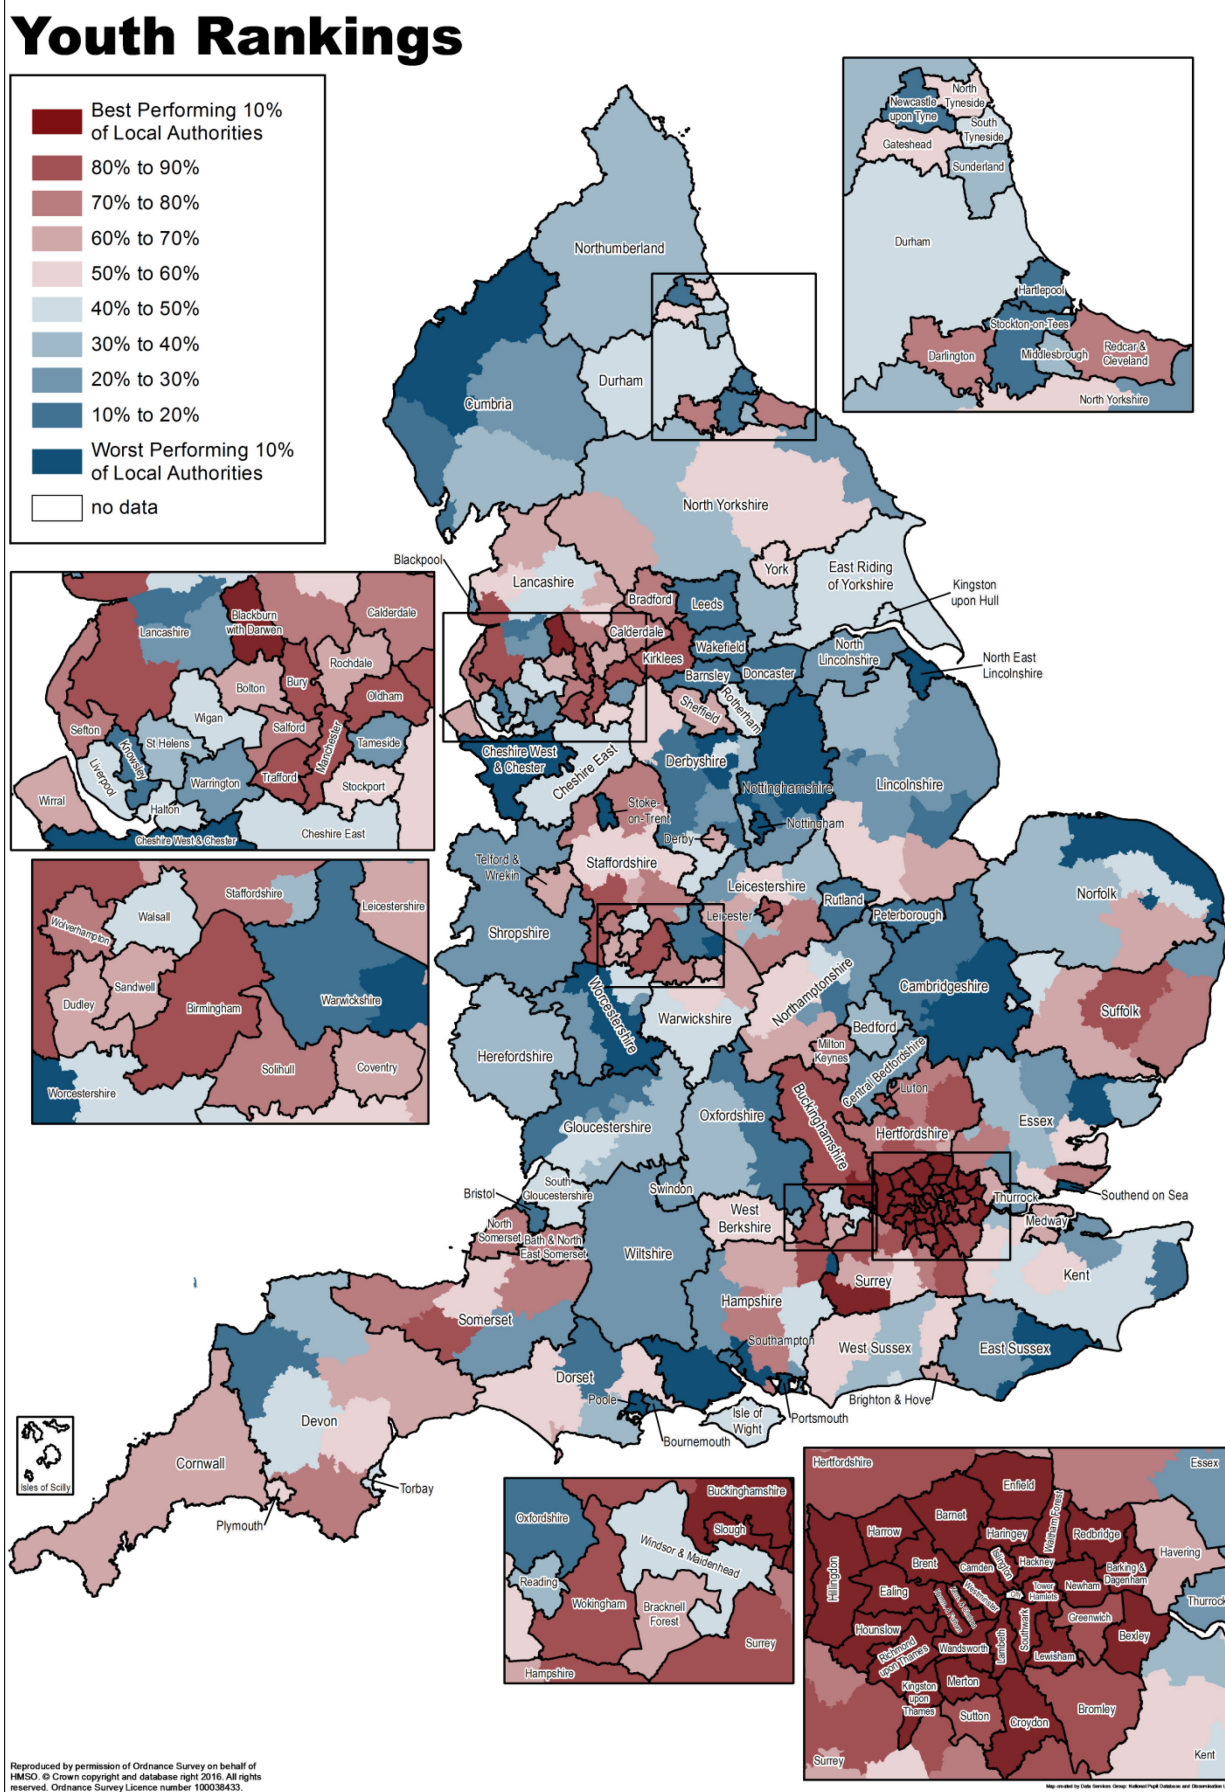 Youth Rankings
Best Performing 10%
of Local Authorities
80% to 90%
70% to 80%
60% to 70%
50% to 60%
40% to 50%
30% to 40%
20% to 30%
10% to 20%
Worst Performing 10%
of Local Authorities
no data
Newcastle
upon Tyne
North
Tyneside
South
Tyneside
Gateshead
Sunderland
Durham
Hartlepool
Stockton-on-Tees
Darlington
Middlesbrough
Redcar &
Cleveland
North Yorkshire
Northumberland
Durham
Cumbria
North Yorkshire
Blackpool
Lancashire
York
East Riding
of Yorkshire
Kingston
upon Hull
Bradford
Leeds
Calderdale
Wakefield
Kirklees
North
Lincolnshire
North East
Lincolnshire
Barnsley
Doncaster
Sheffield
Rotherham
Cheshire West
& Chester
Cheshire East
Derbyshire
Nottinghamshire
Lincolnshire
Stoke-
on-Trent
Nottingham
Derby
Telford &
Wrekin
Staffordshire
Leicestershire
Rutland
Norfolk
Leicester
Peterborough
Shropshire
Cambridgeshire
Suffolk
Worcestershire
Warwickshire
Northamptonshire
Bedford
Herefordshire
Milton
Keynes
Central Bedfordshire
Luton
Buckinghamshire
Essex
Oxfordshire
Gloucestershire
Hertfordshire
South
Gloucestershire
Swindon
Thurrock
Southend on Sea
Bristol
North
Somerset
Bath & North
East Somerset
West
Berkshire
Medway
Wiltshire
Surrey
Kent
Hampshire
Somerset
Southampton
West Sussex
East Sussex
Dorset
Poole
Brighton & Hove
Portsmouth
Isle of
Wight
Bournemouth
Devon
Cornwall
Torbay
Plymouth
Isles of Scilly
Lancashire
Blackburn
with Darwen
Calderdale
Rochdale
Bolton
Bury
Oldham
Sefton
Wigan
Salford
Manchester
Tameside
St Helens
Knowsley
Liverpool
Warrington
Trafford
Stockport
Wirral
Halton
Cheshire West & Chester
Cheshire East
Staffordshire
Leicestershire
Walsall
Wolverhampton
Sandwell
Dudley
Birmingham
Warwickshire
Solihull
Coventry
Worcestershire
Oxfordshire
Buckinghamshire
Slough
Windsor & Maidenhead
Reading
Wokingham
Bracknell
Forest
Surrey
Hampshire
Hertfordshire
Essex
Enfield
Barnet
Waltham Forest
Harrow
Haringey
Redbridge
Havering
Hillingdon
Brent
Camden
Islington
Hackney
Barking &
Dagenham
Ealing
Westminster
City
Tower
Hamlets
Newham
Thurrock
Hounslow
Southwark
Greenwich
Bexley
Richmond
upon Thames
Wandsworth
Lambeth
Lewisham
Kingston
upon
Thames
Merton
Sutton
Croydon
Bromley
Surrey
Kent
Reproduced by permission of Ordnance Survey on behalf of
HMSO. © Crown copyright and database right 2016. All rights
reserved. Ordnance Survey Licence number 100038433.